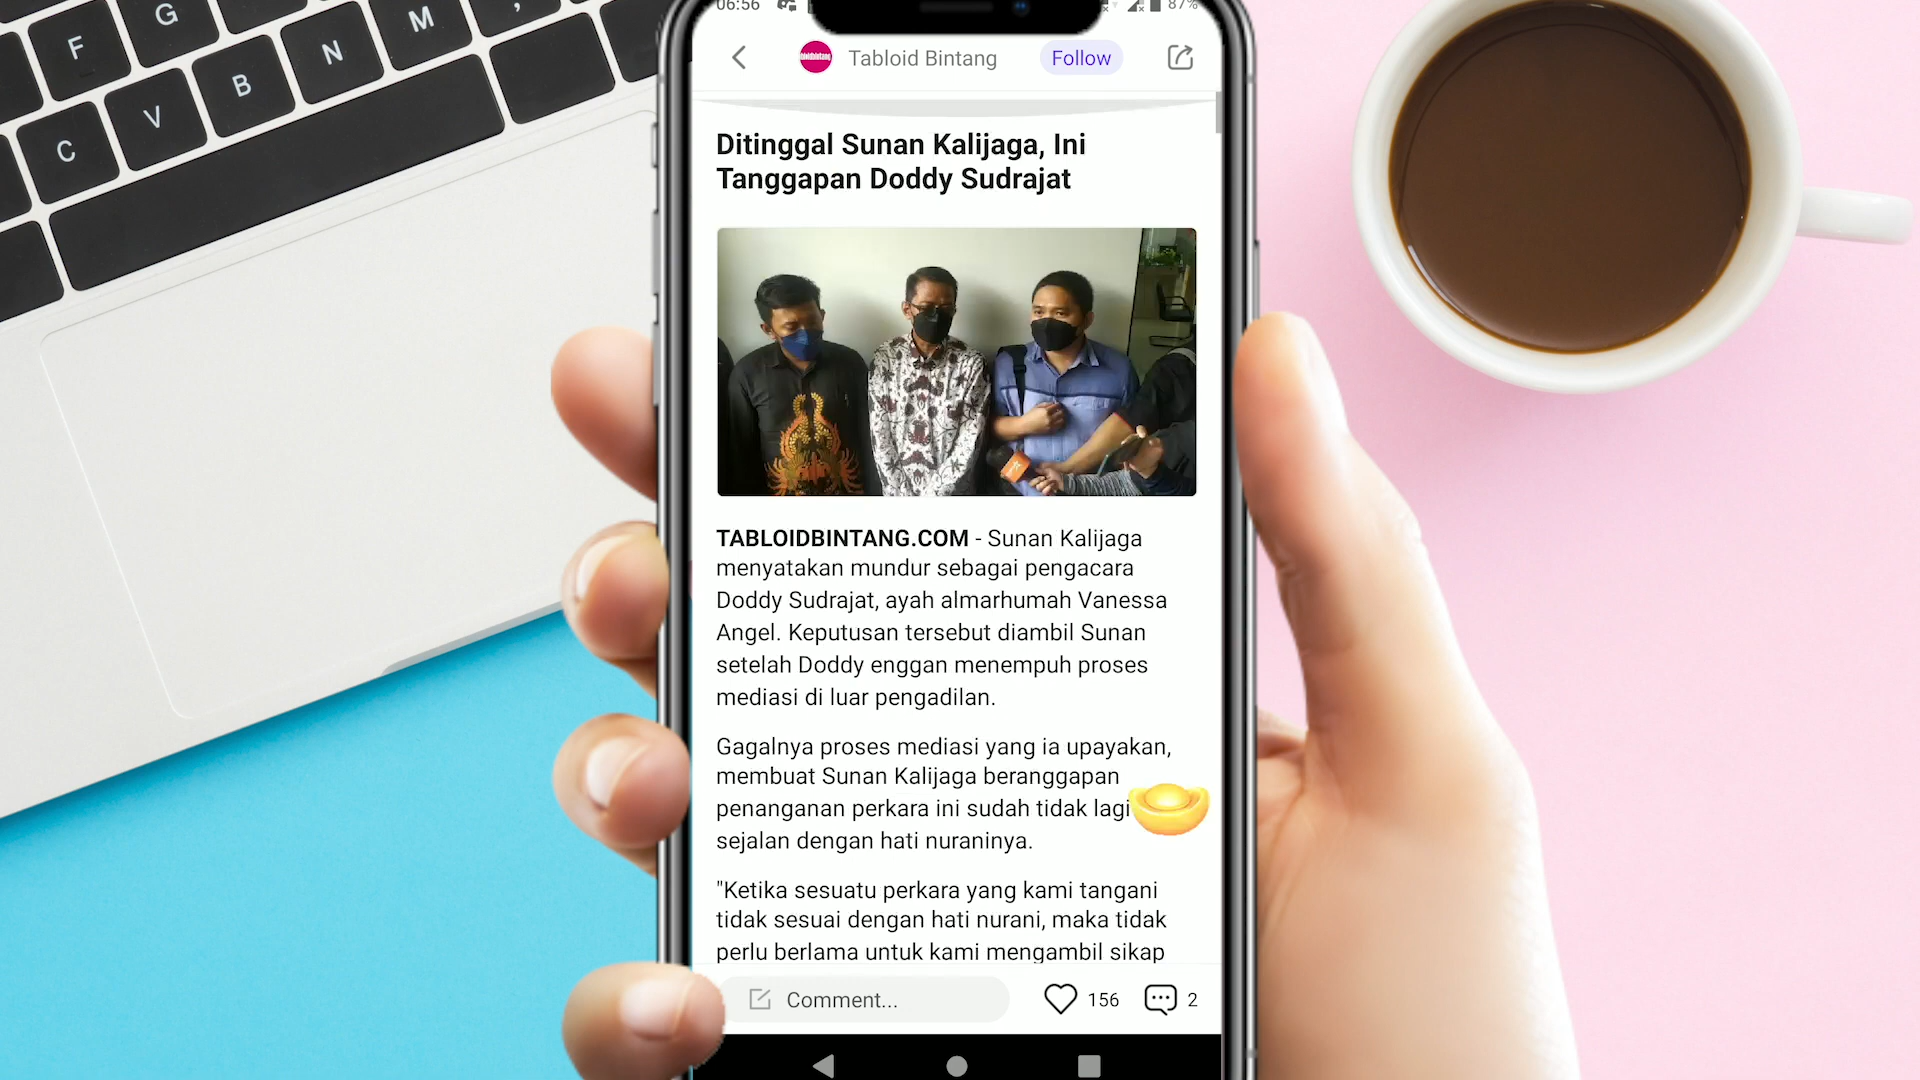 F
G
M
N
B
V
C
06:56
87%
Tabloid Bintang
Follow
Ditinggal Sunan Kalijaga, Ini
Tanggapan Doddy Sudrajat
TABLOIDBINTANG.COM - Sunan Kalijaga
menyatakan mundur sebagai pengacara
Doddy Sudrajat, ayah almarhumah Vanessa
Angel. Keputusan tersebut diambil Sunan
setelah Doddy enggan menempuh proses
mediasi di luar pengadilan.
Gagalnya proses mediasi yang ia upayakan,
membuat Sunan Kalijaga beranggapan
penanganan perkara ini sudah tidak lagi
sejalan dengan hati nuraninya.
"Ketika sesuatu perkara yang kami tangani
tidak sesuai dengan hati nurani, maka tidak
perlu berlama untuk kami mengambil sikap
Comment...
156
2